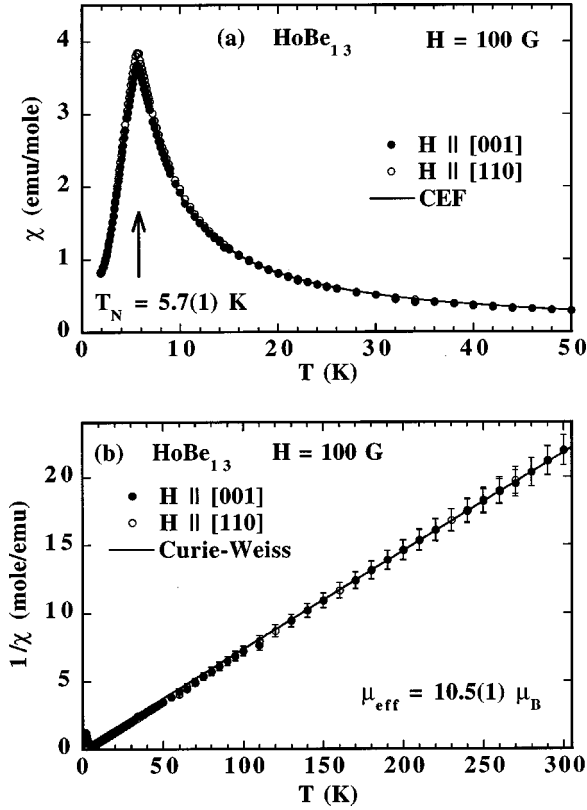 (a) HoBe₁₃ H = 100 G
4
3
2
1
0
χ (emu/mole)
● H || [001]
○ H || [110]
— CEF
T_N = 5.7(1) K
0 10 20 30 40 50
T (K)
(b) HoBe₁₃ H = 100 G
20
15
10
5
0
1/χ (mole/emu)
● H || [001]
○ H || [110]
— Curie-Weiss
μ_eff = 10.5(1) μ_B
0 50 100 150 200 250 300
T (K)